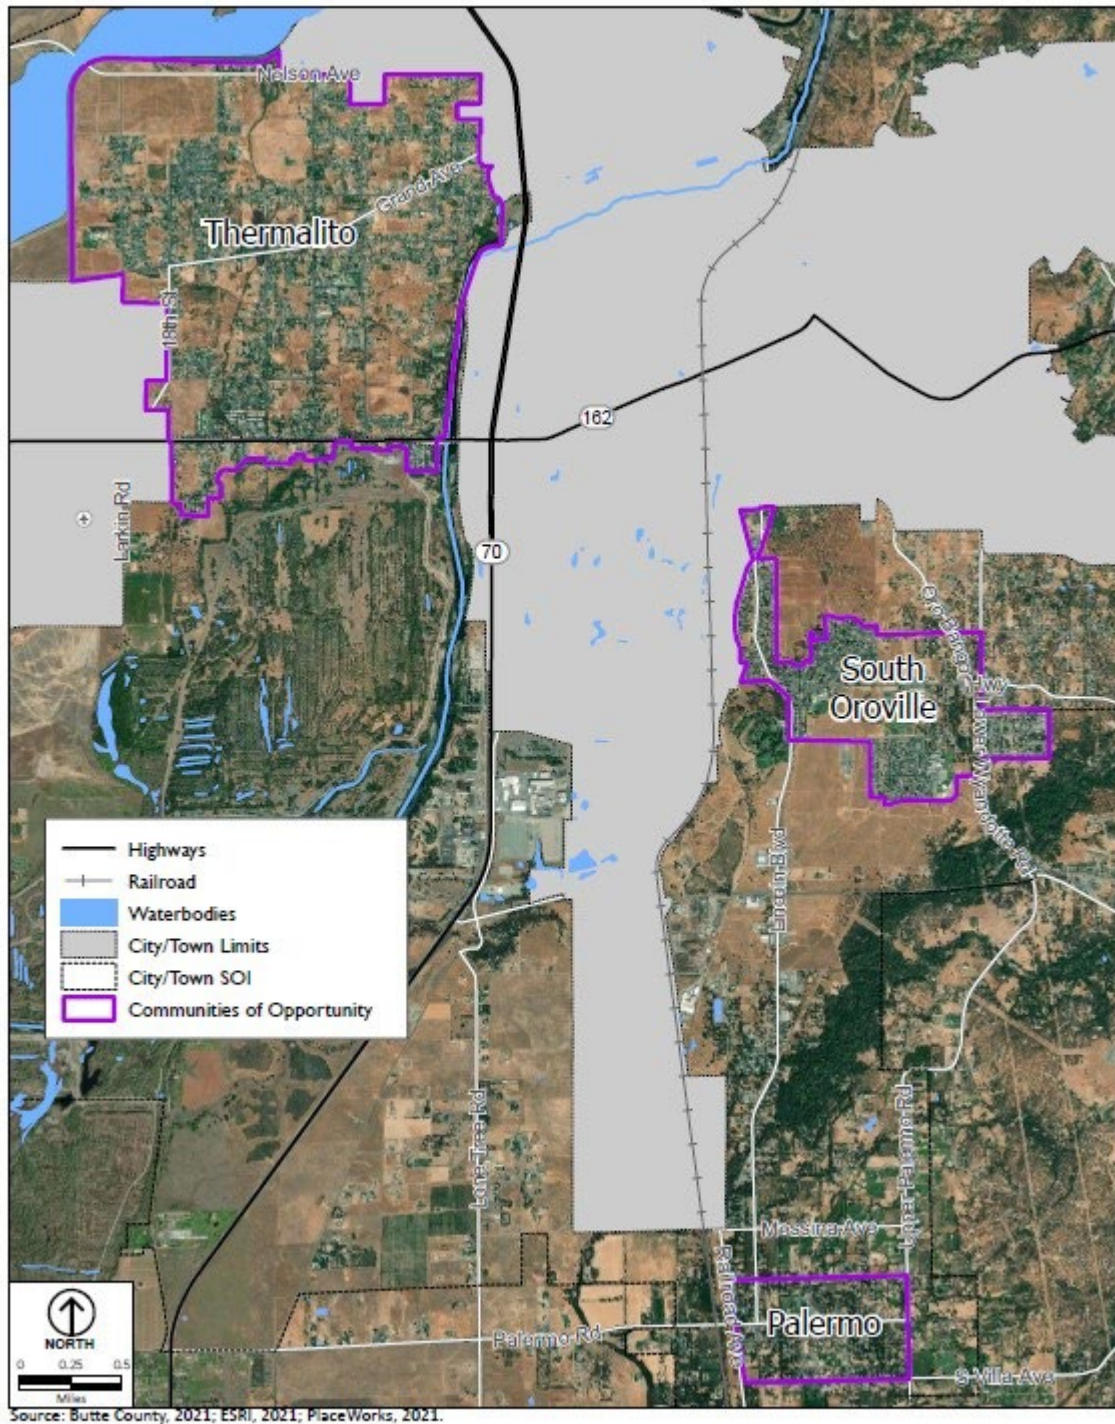 Nelson Ave
Grand Ave
Thermalito
18th St
162
Larkin Rd
70
South
Oroville
Oro Bangor Hwy
Lower Wyandotte Rd
Lincoln Blvd
Highways
Railroad
Waterbodies
City/Town Limits
City/Town SOI
Communities of Opportunity
Lone Tree Rd
Upper Palermo Rd
Messina Ave
Railroad Ave
Palermo
Palermo Rd
S Villa Ave
NORTH
0 0.25 0.5
Miles
Source: Butte County, 2021; ESRI, 2021; PlaceWorks, 2021.